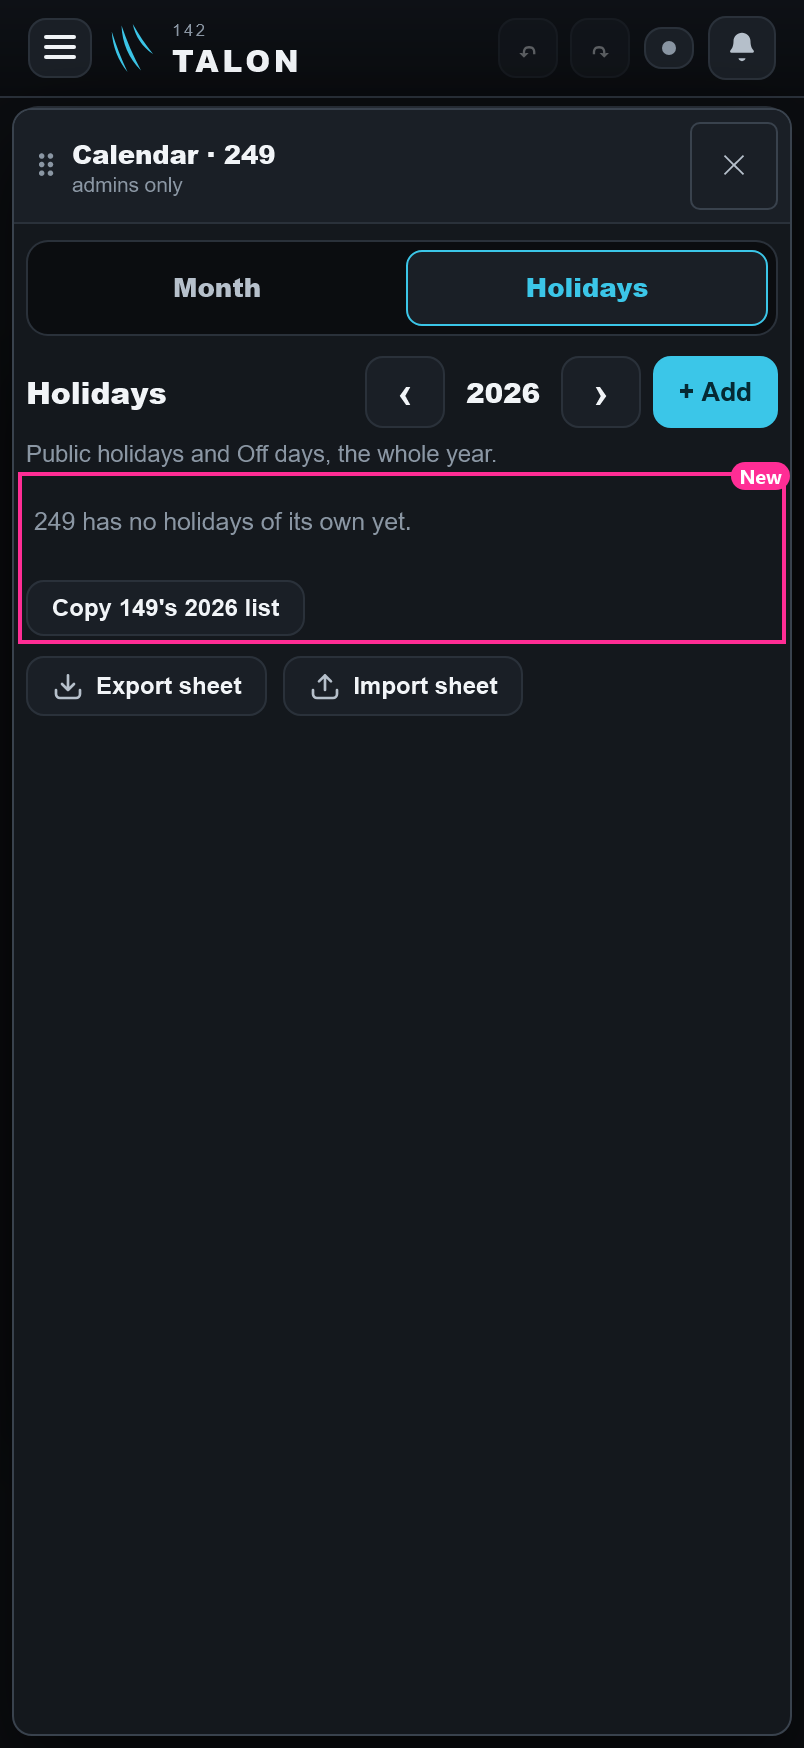 142
TALON
Calendar · 249
admins only
Month
Holidays
Holidays
‹ 2026 ›
+ Add
Public holidays and Off days, the whole year.
New
249 has no holidays of its own yet.
Copy 149's 2026 list
Export sheet
Import sheet